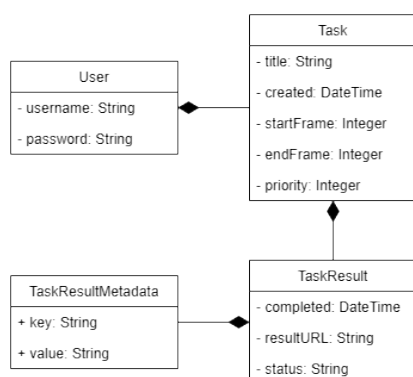 Task
- title: String
- created: DateTime
- startFrame: Integer
- endFrame: Integer
- priority: Integer
User
- username: String
- password: String
TaskResultMetadata
+ key: String
+ value: String
TaskResult
- completed: DateTime
- resultURL: String
- status: String